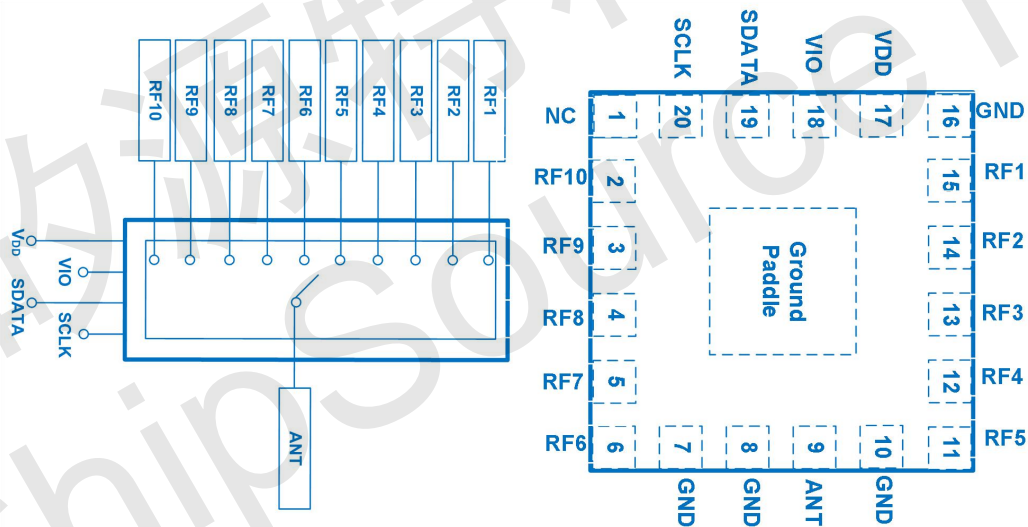 RF10
RF9
RF8
RF7
RF6
RF5
RF4
RF3
RF2
RF1
VDD
VIO
SDATA
SCLK
ANT
SCLK
SDATA
VIO
VDD
NC 1 20 19 18 17 16 GND
RF10 2 15 RF1
RF9 3 14 RF2
RF8 4 13 RF3
RF7 5 12 RF4
RF6 6 7 8 9 10 11 RF5
Ground
Paddle
GND
GND
ANT
GND